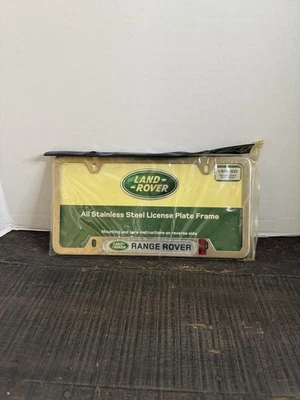 LAND
ROVER
All Stainless Steel License Plate Frame
Mounting and care instructions on reverse side
LAND ROVER
RANGE ROVER